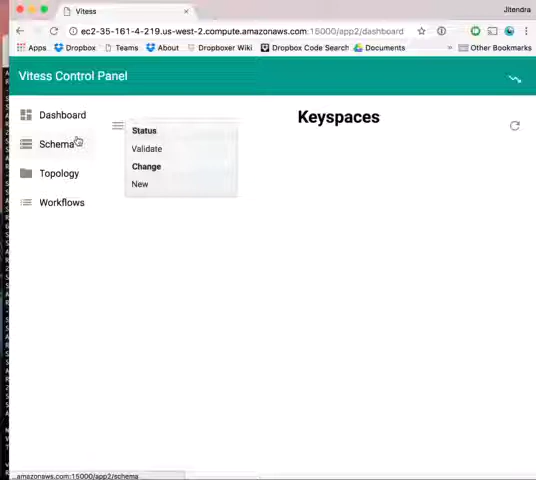 Vitess
Jitendra
ec2-35-161-4-219.us-west-2.compute.amazonaws.com:15000/app2/dashboard
Apps Dropbox Teams About Dropboxer Wiki Dropbox Code Search Documents » Other Bookmarks
Vitess Control Panel
Dashboard
Schema
Topology
Workflows
Status
Validate
Change
New
Keyspaces
amazonaws.com:15000/app2/schema